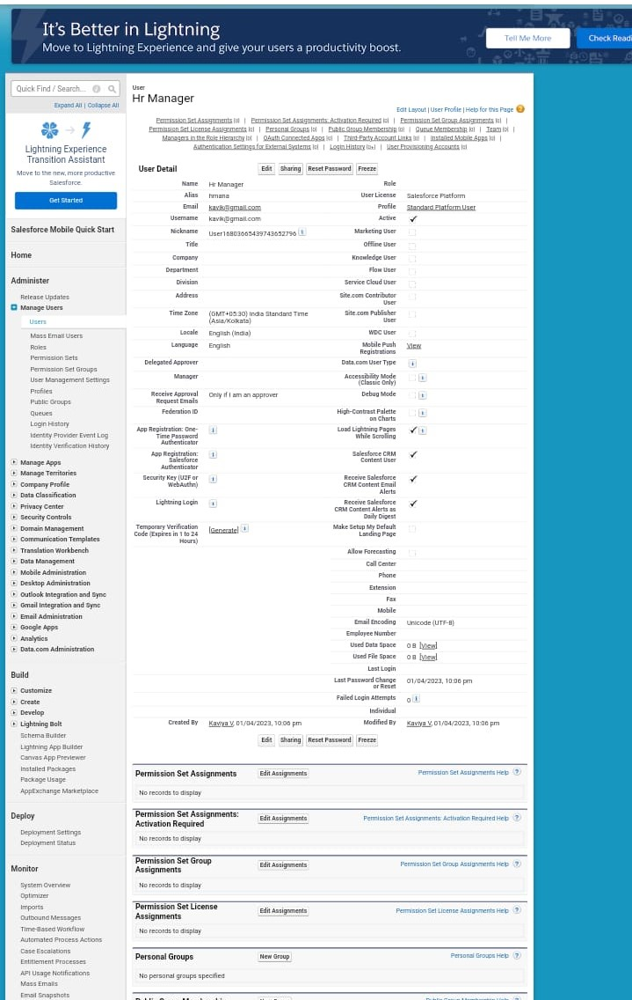 It's Better in Lightning
Move to Lightning Experience and give your users a productivity boost.
Tell Me More
Check Readi
Quick Find / Search...
Expand All | Collapse All
Lightning Experience
Transition Assistant
Move to the new, more productive
Salesforce.
Get Started
Salesforce Mobile Quick Start
Home
Administer
Release Updates
Manage Users
Users
Mass Email Users
Roles
Permission Sets
Permission Set Groups
User Management Settings
Profiles
Public Groups
Queues
Login History
Identity Provider Event Log
Identity Verification History
Manage Apps
Manage Territories
Company Profile
Data Classification
Privacy Center
Security Controls
Domain Management
Communication Templates
Translation Workbench
Data Management
Mobile Administration
Desktop Administration
Outlook Integration and Sync
Gmail Integration and Sync
Email Administration
Google Apps
Analytics
Data.com Administration
Build
Customize
Create
Develop
Lightning Bolt
Schema Builder
Lightning App Builder
Canvas App Previewer
Installed Packages
Package Usage
AppExchange Marketplace
Deploy
Deployment Settings
Deployment Status
Monitor
System Overview
Optimizer
Imports
Outbound Messages
Time-Based Workflow
Automated Process Actions
Case Escalations
Entitlement Processes
API Usage Notifications
Mass Emails
Email Snapshots
User
Hr Manager
Edit Layout | User Profile | Help for this Page
Permission Set Assignments [0] | Permission Set Assignments: Activation Required [0] | Permission Set Group Assignments [0] |
Permission Set License Assignments [0] | Personal Groups [0] | Public Group Membership [0] | Queue Membership [0] | Team [0] |
Managers in the Role Hierarchy [0] | OAuth Connected Apps [0] | Third-Party Account Links [0] | Installed Mobile Apps [0] |
Authentication Settings for External Systems [0] | Login History [0+] | User Provisioning Accounts [0]
User Detail Edit Sharing Reset Password Freeze
Name Hr Manager Role
Alias hmana User License Salesforce Platform
Email kavik@gmail.com Profile Standard Platform User
Username kavik@gmail.com Active
Nickname User16803665439743652796 Marketing User
Title Offline User
Company Knowledge User
Department Flow User
Division Service Cloud User
Address Site.com Contributor
User
Time Zone (GMT+05:30) India Standard Time Site.com Publisher
(Asia/Kolkata) User
Locale English (India) WDC User
Language English Mobile Push View
Registrations
Delegated Approver Data.com User Type
Manager Accessibility Mode
(Classic Only)
Receive Approval Only if I am an approver Debug Mode
Request Emails
Federation ID High-Contrast Palette
on Charts
App Registration: One- Load Lightning Pages
Time Password While Scrolling
Authenticator
App Registration: Salesforce CRM
Salesforce Content User
Authenticator
Security Key (U2F or Receive Salesforce
WebAuthn) CRM Content Email
Alerts
Lightning Login Receive Salesforce
CRM Content Alerts as
Daily Digest
Temporary Verification [Generate] Make Setup My Default
Code (Expires in 1 to 24 Landing Page
Hours)
Allow Forecasting
Call Center
Phone
Extension
Fax
Mobile
Email Encoding Unicode (UTF-8)
Employee Number
Used Data Space 0 B [View]
Used File Space 0 B [View]
Last Login
Last Password Change 01/04/2023, 10:06 pm
or Reset
Failed Login Attempts 0
Individual
Created By Kaviya V, 01/04/2023, 10:06 pm Modified By Kaviya V, 01/04/2023, 10:06 pm
Edit Sharing Reset Password Freeze
Permission Set Assignments Edit Assignments Permission Set Assignments Help
No records to display
Permission Set Assignments: Edit Assignments Permission Set Assignments: Activation Required Help
Activation Required
No records to display
Permission Set Group Edit Assignments Permission Set Group Assignments Help
Assignments
No records to display
Permission Set License Edit Assignments Permission Set License Assignments Help
Assignments
No records to display
Personal Groups New Group Personal Groups Help
No personal groups specified